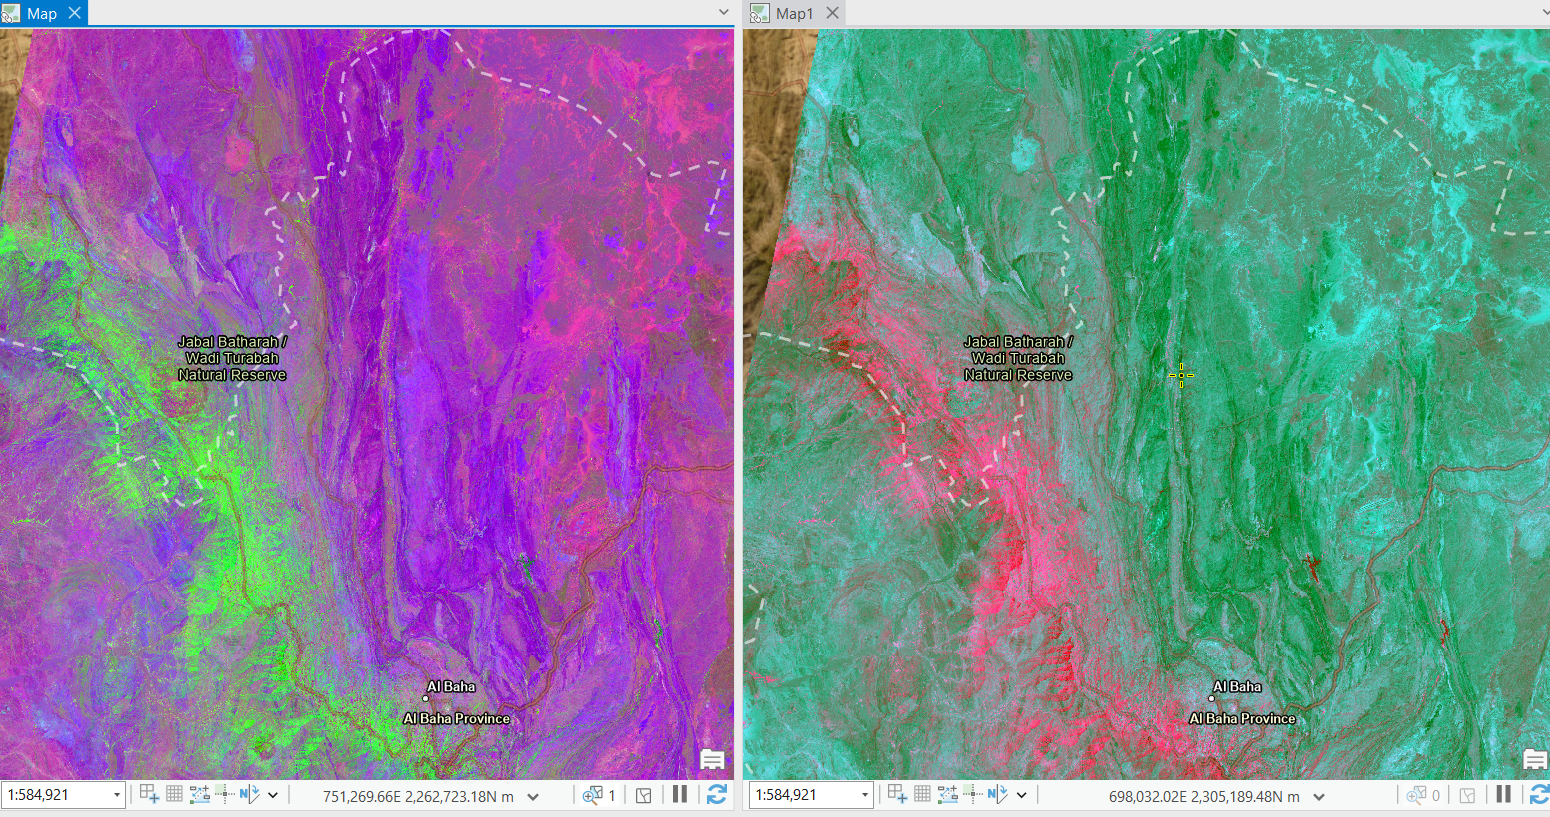 Map
Map1
Jabal Batharah /
Wadi Turabah
Natural Reserve
Al Baha
Al Baha Province
Jabal Batharah /
Wadi Turabah
Natural Reserve
Al Baha
Al Baha Province
1:584,921
N
751,269.66E 2,262,723.18N m
1
1:584,921
N
698,032.02E 2,305,189.48N m
0